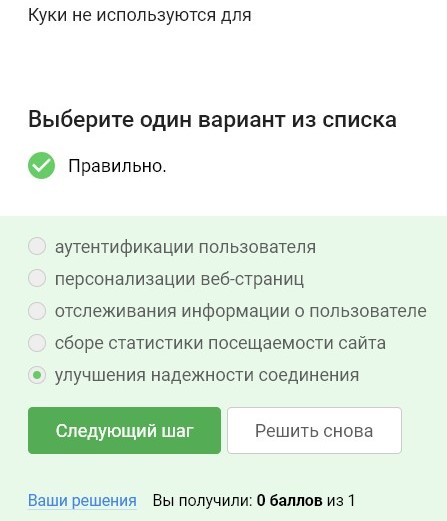 Куки не используются для
Выберите один вариант из списка
Правильно.
аутентификации пользователя
персонализации веб-страниц
отслеживания информации о пользователе
сборе статистики посещаемости сайта
улучшения надежности соединения
Следующий шаг Решить снова
Ваши решения Вы получили: 0 баллов из 1